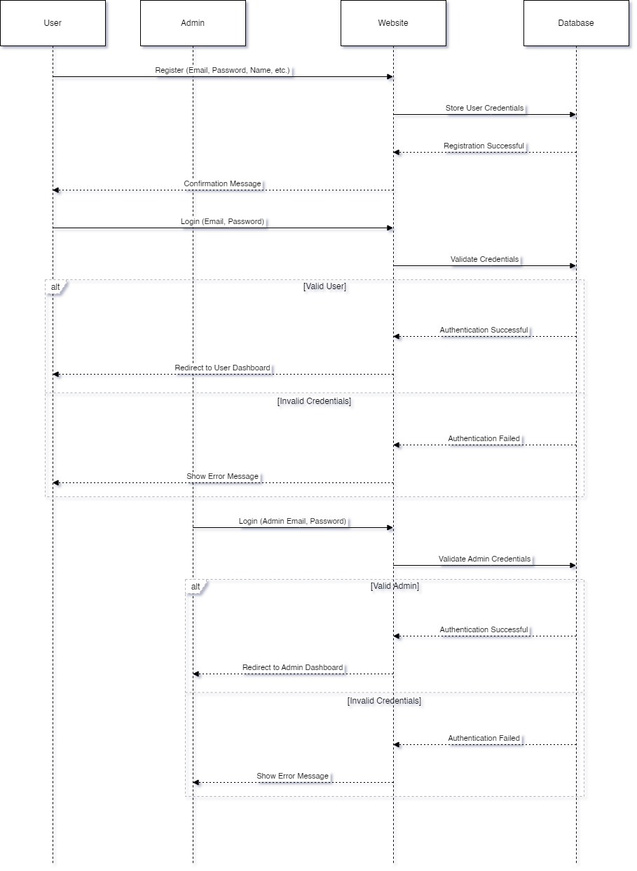 User
Admin
Website
Database
Register (Email, Password, Name, etc.)
Store User Credentials
Registration Successful
Confirmation Message
Login (Email, Password)
Validate Credentials
alt
[Valid User]
Authentication Successful
Redirect to User Dashboard
[Invalid Credentials]
Authentication Failed
Show Error Message
Login (Admin Email, Password)
Validate Admin Credentials
alt
[Valid Admin]
Authentication Successful
Redirect to Admin Dashboard
[Invalid Credentials]
Authentication Failed
Show Error Message